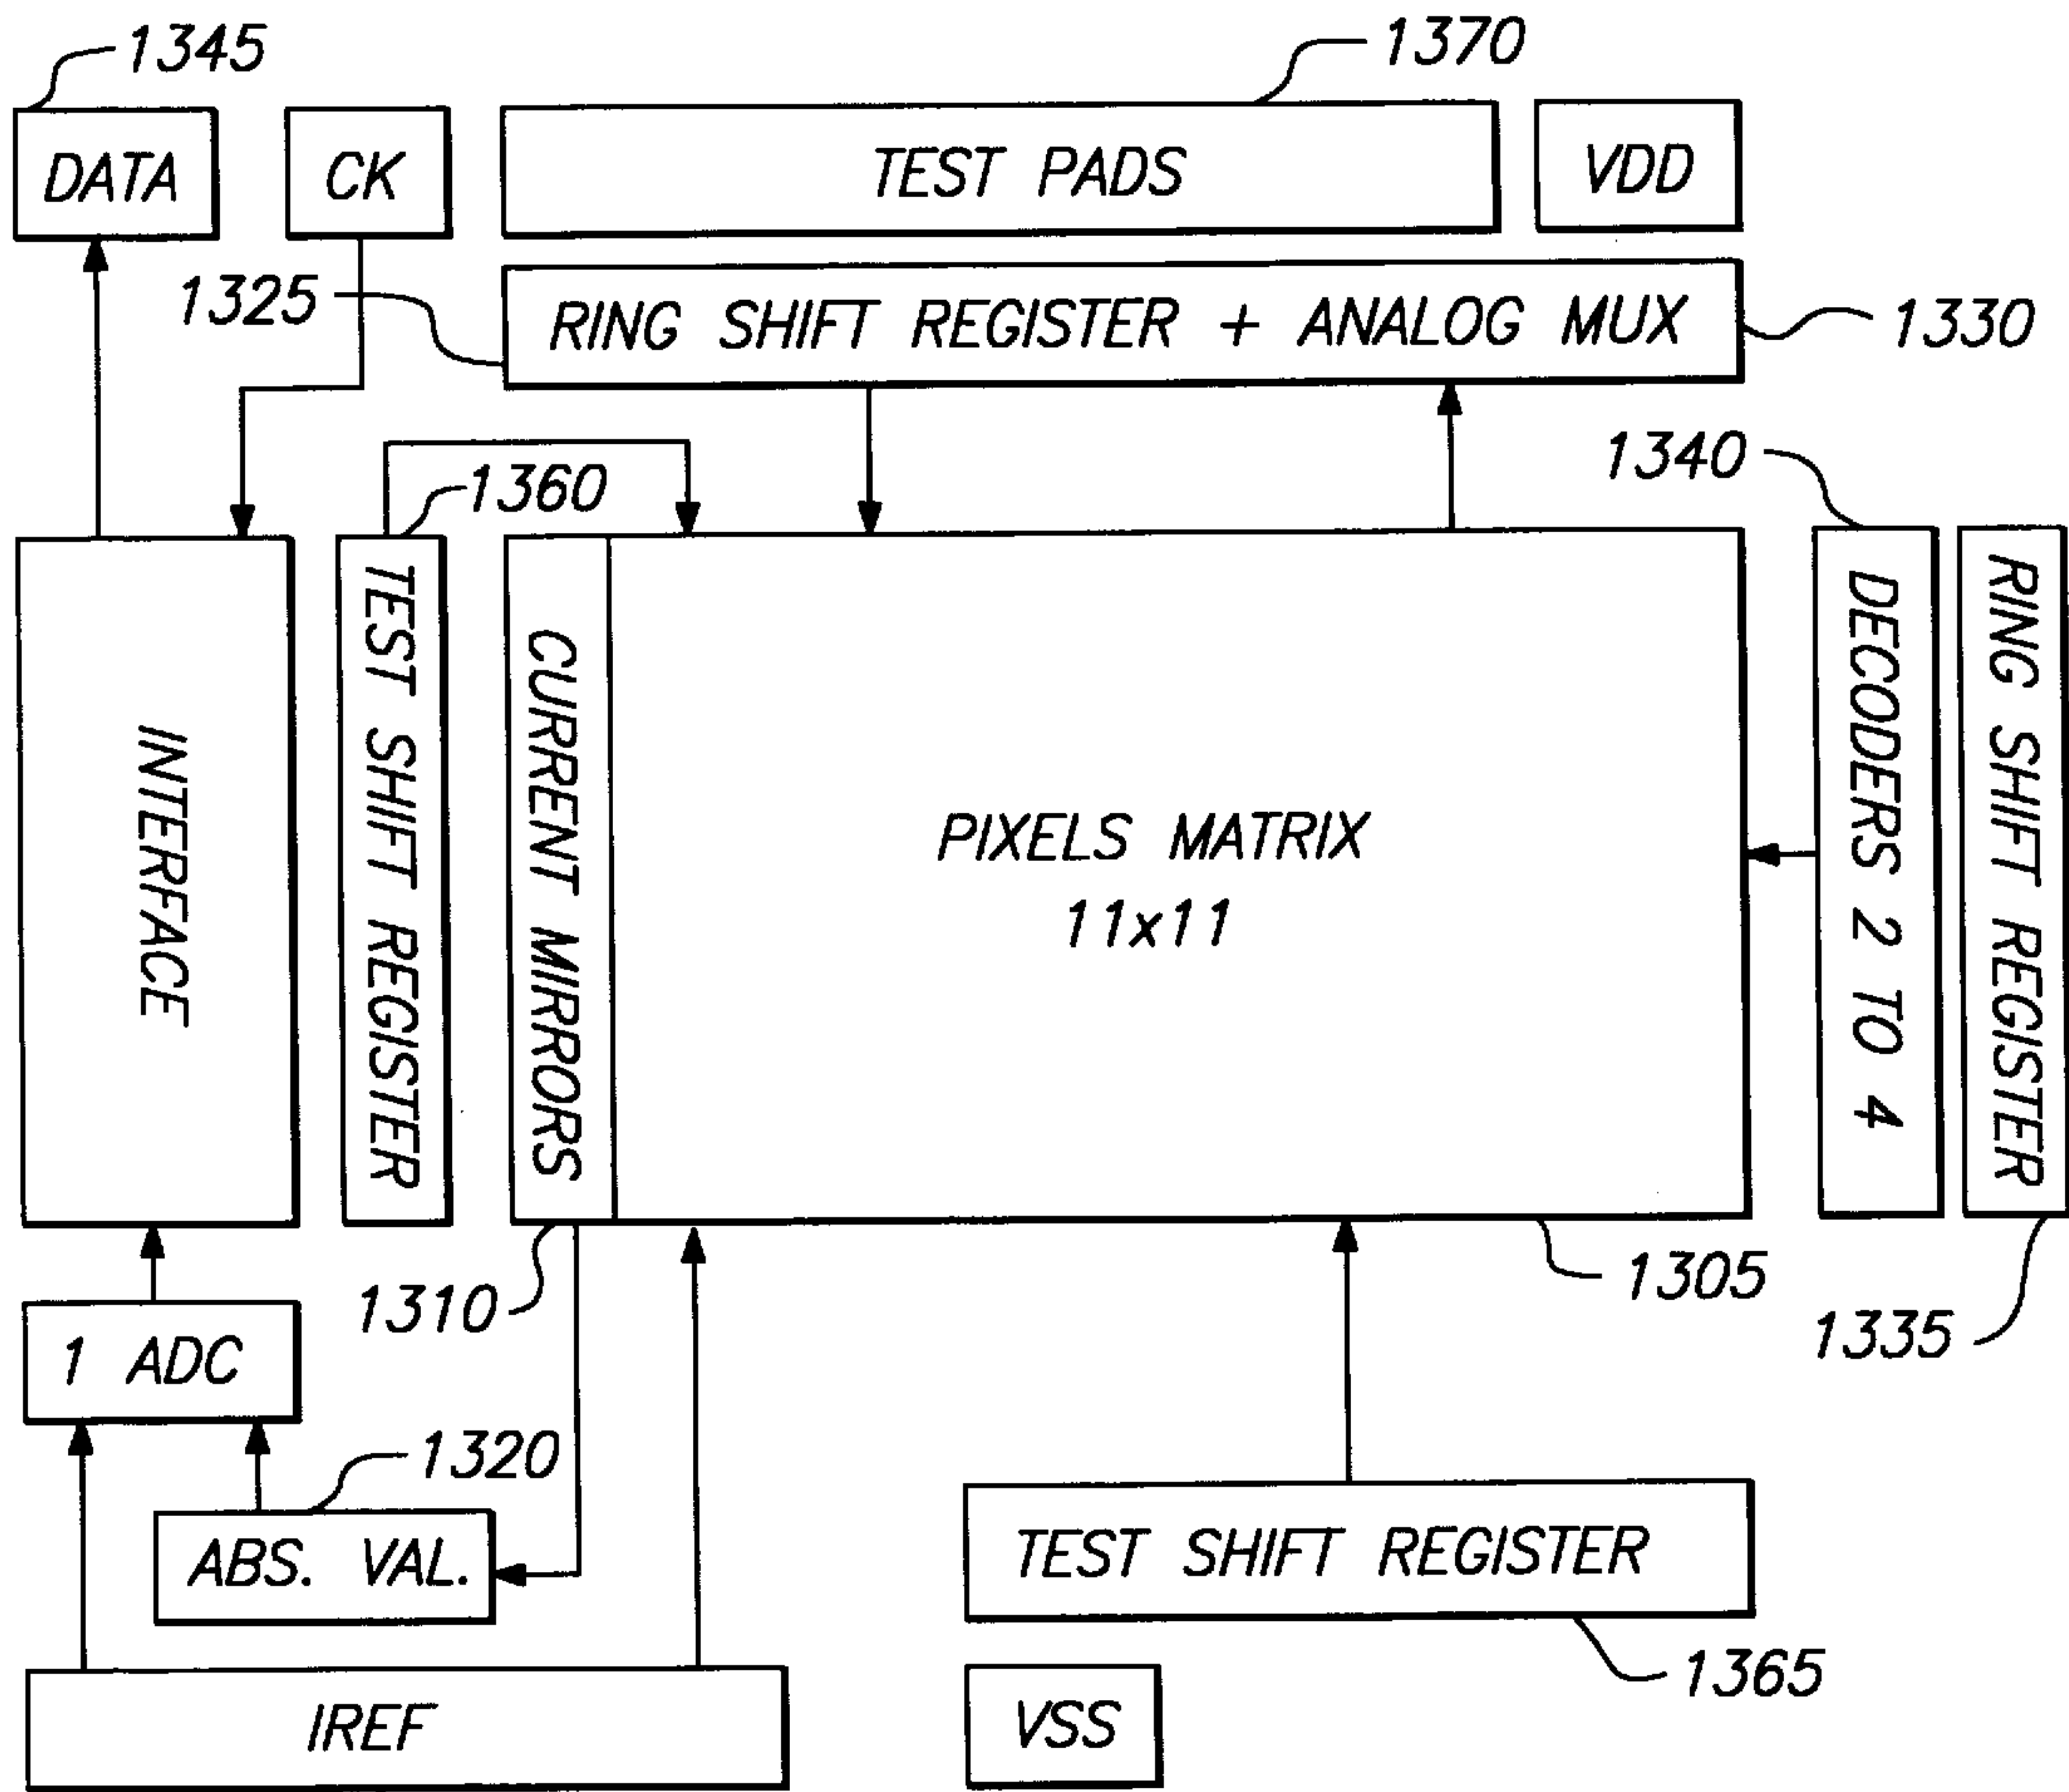 1345
1370
DATA
CK
TEST PADS
VDD
1325
RING SHIFT REGISTER + ANALOG MUX
1330
1340
1360
INTERFACE
TEST SHIFT REGISTER
CURRENT MIRRORS
PIXELS MATRIX
11x11
DECODERS 2 TO 4
RING SHIFT REGISTER
1310
1305
1335
1 ADC
1320
ABS. VAL.
TEST SHIFT REGISTER
1365
IREF
VSS